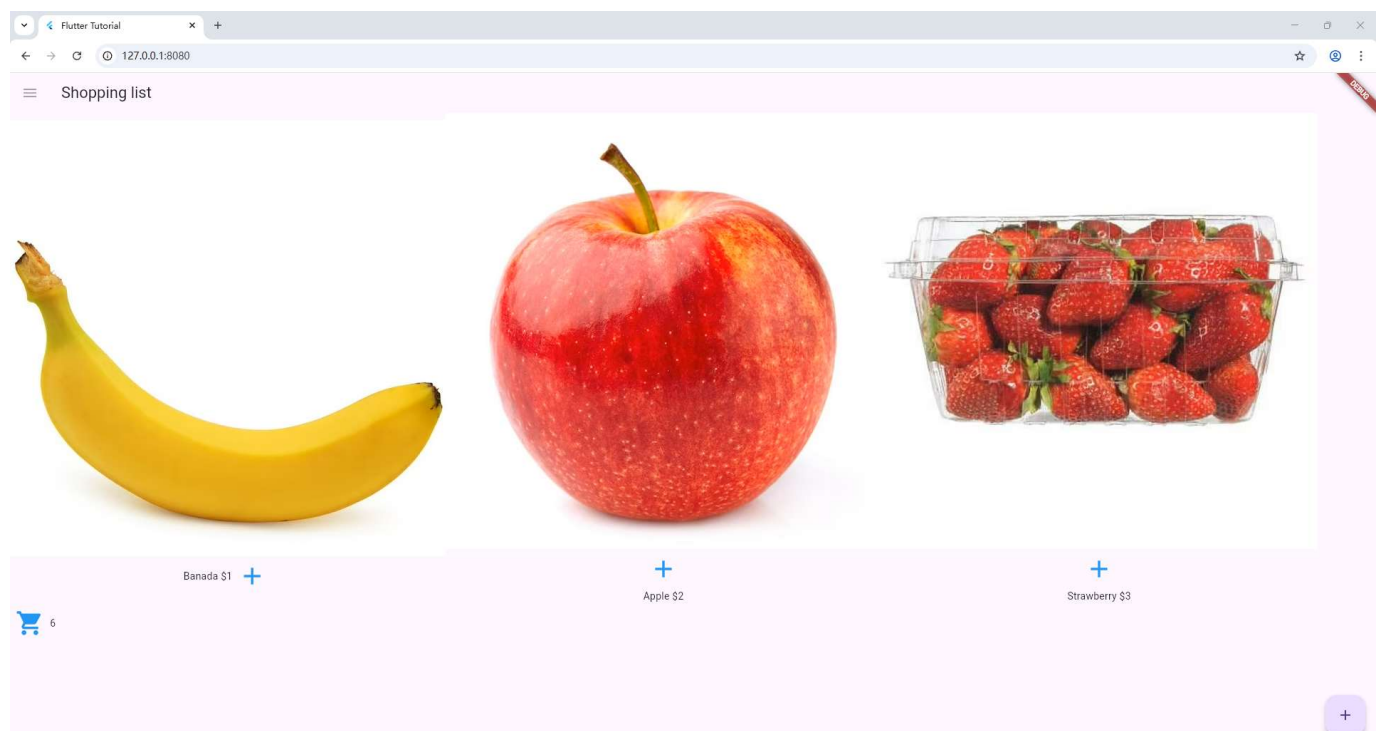 Flutter Tutorial
127.0.0.1:8080
Shopping list
DEBUG
Banada $1
Apple $2
Strawberry $3
6